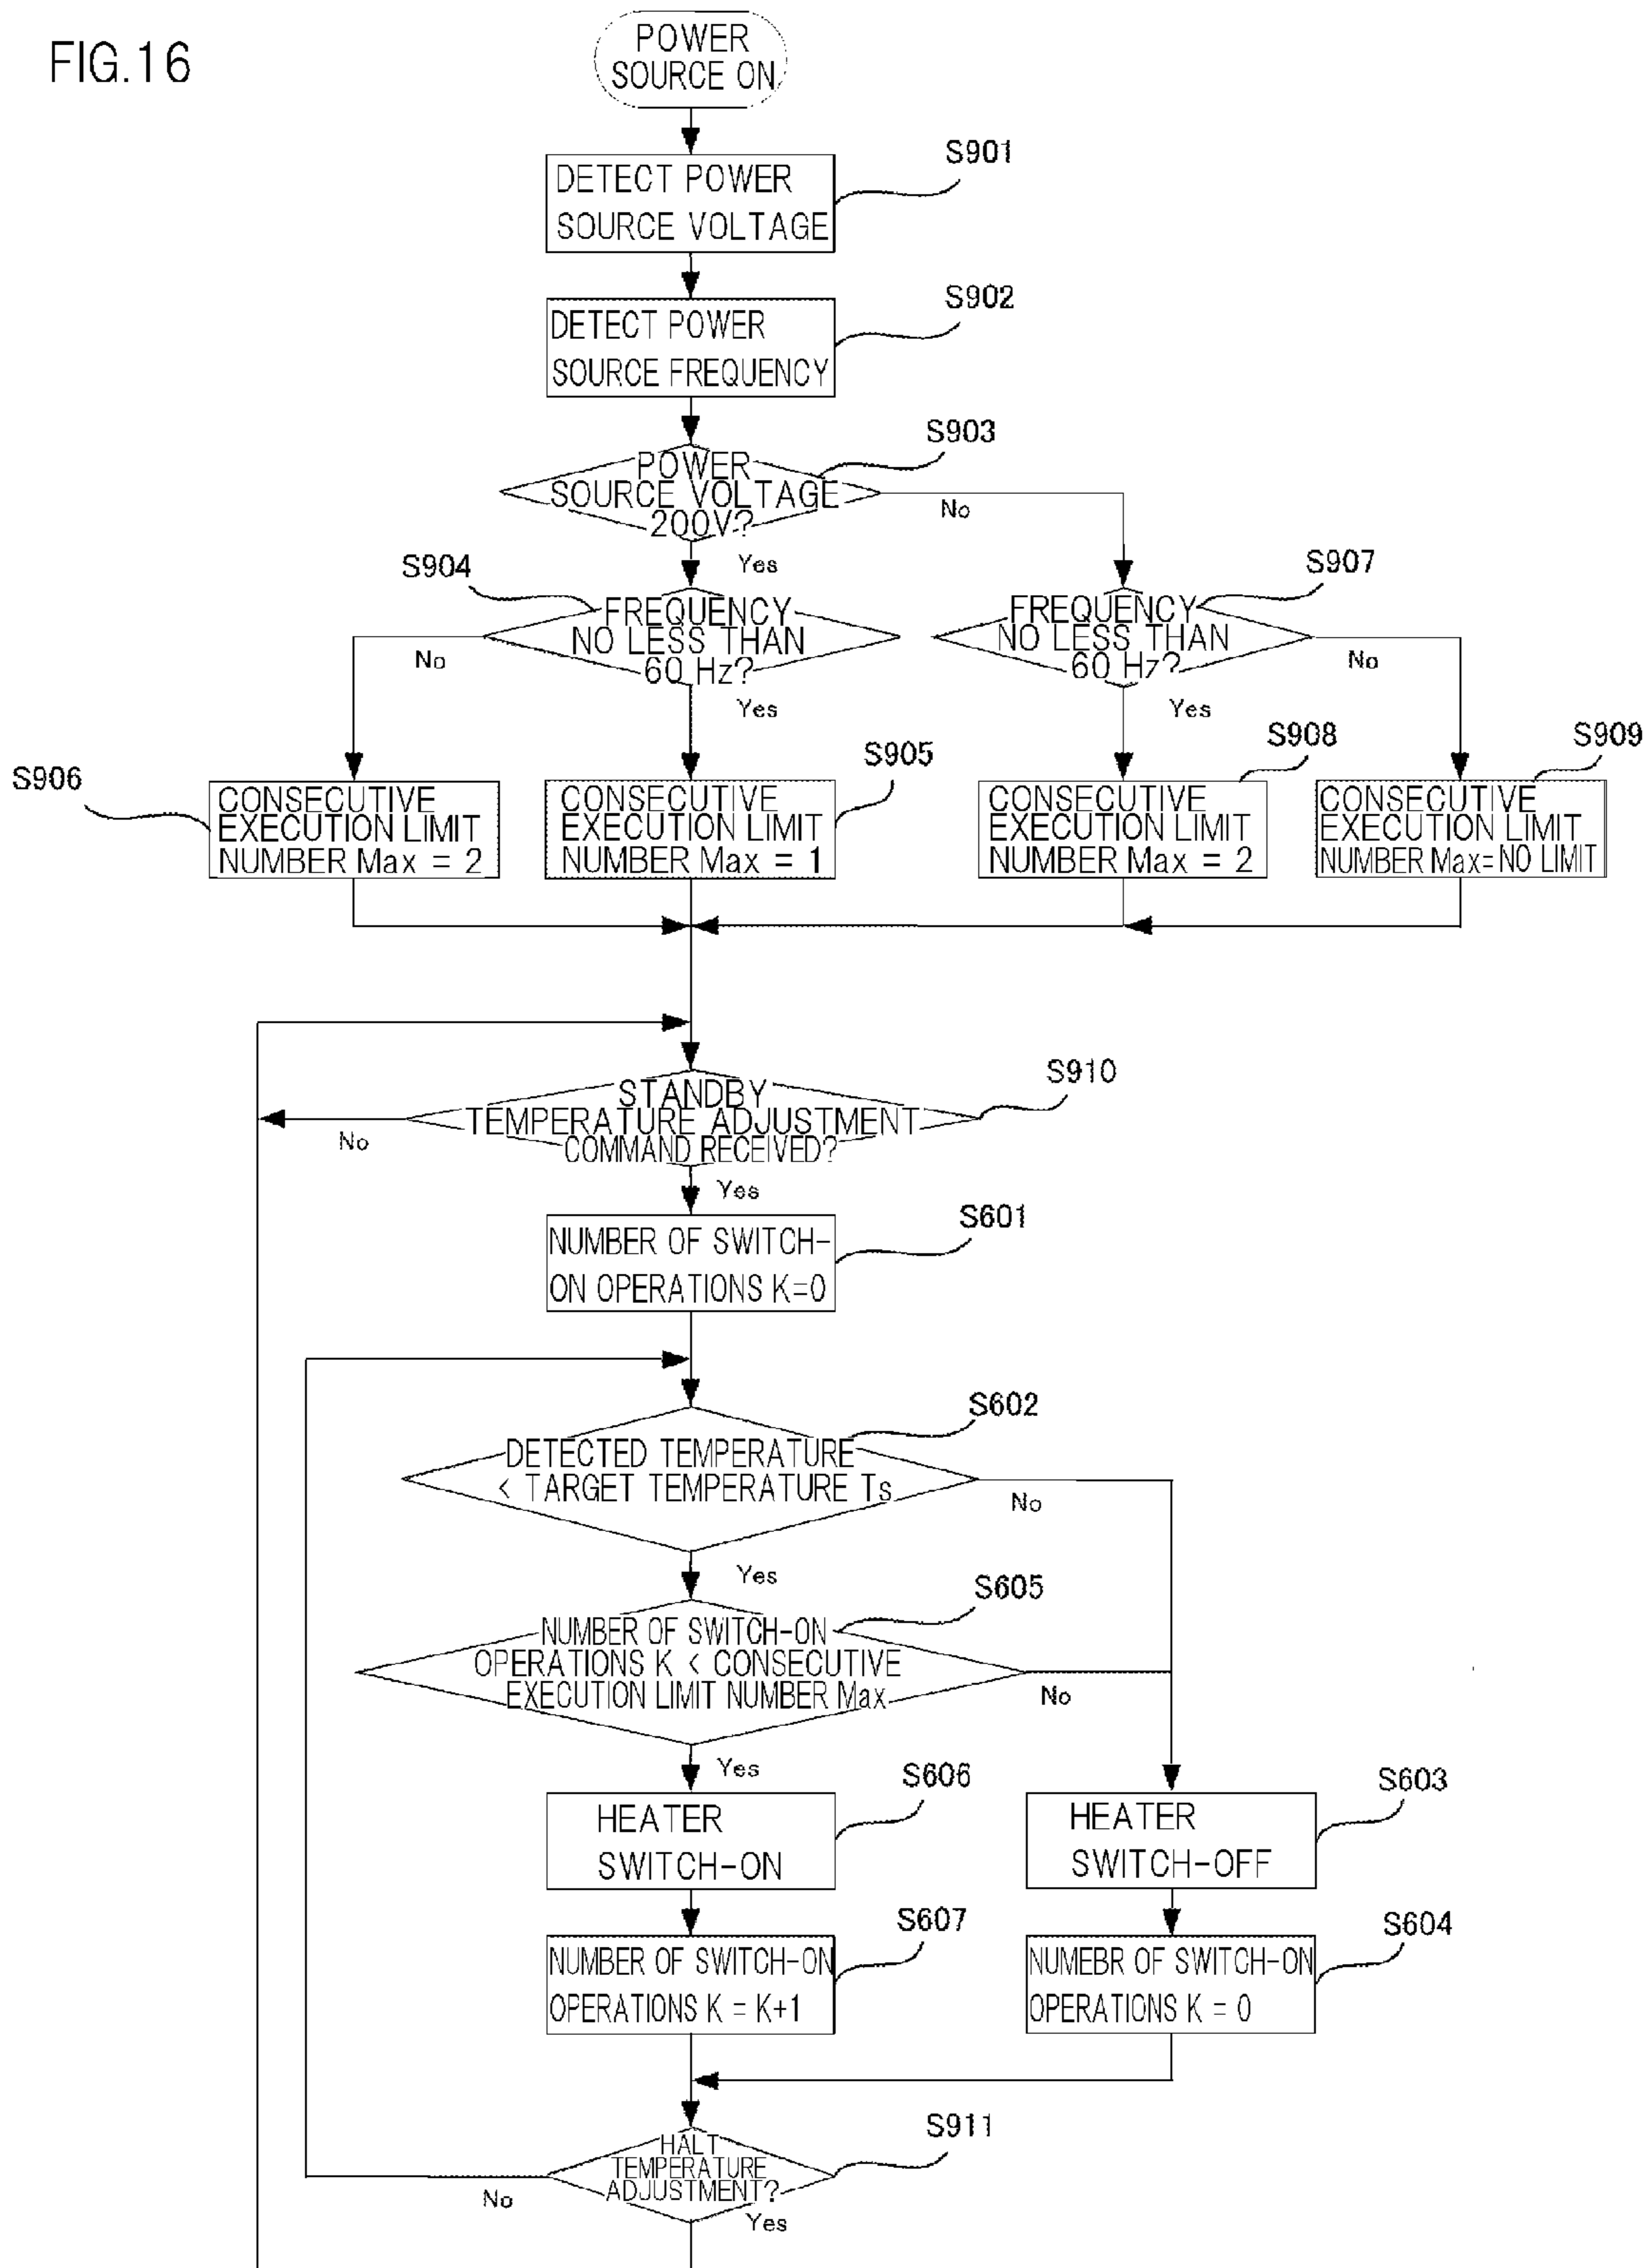 FIG.16
POWER
SOURCE ON
S901
DETECT POWER
SOURCE VOLTAGE
S902
DETECT POWER
SOURCE FREQUENCY
S903
POWER
SOURCE VOLTAGE
200V?
No
Yes
S904
FREQUENCY
NO LESS THAN
60 Hz?
No
Yes
S907
FREQUENCY
NO LESS THAN
60 Hz?
No
Yes
S906
CONSECUTIVE
EXECUTION LIMIT
NUMBER Max = 2
S905
CONSECUTIVE
EXECUTION LIMIT
NUMBER Max = 1
S908
CONSECUTIVE
EXECUTION LIMIT
NUMBER Max = 2
S909
CONSECUTIVE
EXECUTION LIMIT
NUMBER Max= NO LIMIT
S910
STANDBY
TEMPERATURE ADJUSTMENT
COMMAND RECEIVED?
No
Yes
S601
NUMBER OF SWITCH-
ON OPERATIONS K=0
S602
DETECTED TEMPERATURE
< TARGET TEMPERATURE Ts
No
Yes
S605
NUMBER OF SWITCH-ON
OPERATIONS K < CONSECUTIVE
EXECUTION LIMIT NUMBER Max
No
Yes
S606
HEATER
SWITCH-ON
S603
HEATER
SWITCH-OFF
S607
NUMBER OF SWITCH-ON
OPERATIONS K = K+1
S604
NUMEBR OF SWITCH-ON
OPERATIONS K = 0
S911
HALT
TEMPERATURE
ADJUSTMENT?
No
Yes